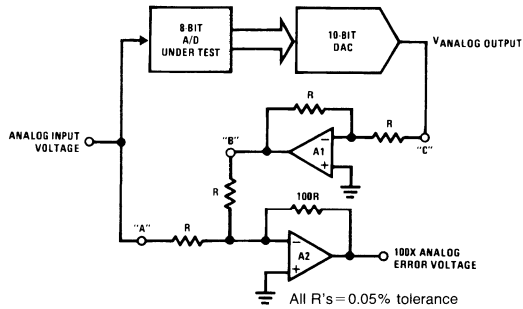 8-BIT
A/D
UNDER TEST
10-BIT
DAC
VANALOG OUTPUT
R
ANALOG INPUT
VOLTAGE
"B"
A1
-
+
R
"C"
R
"A"
R
100R
A2
-
+
100X ANALOG
ERROR VOLTAGE
All R's=0.05% tolerance